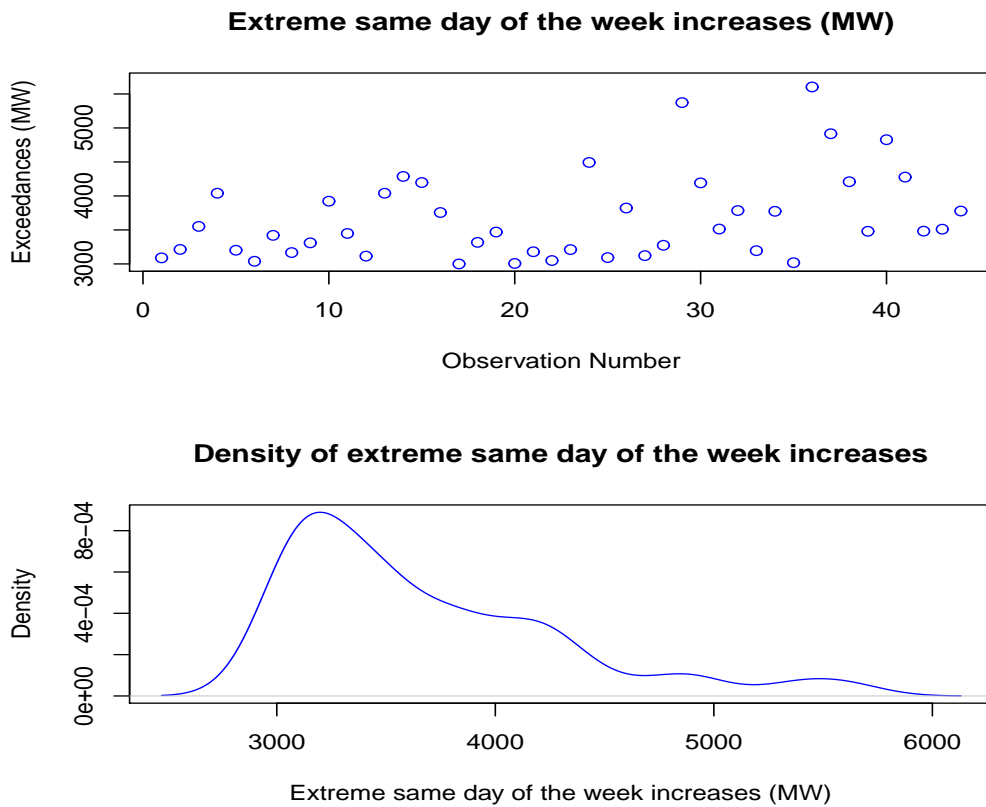 Extreme same day of the week increases (MW)
Exceedances (MW)
5000
4000
3000
0
10
20
30
40
Observation Number
Density of extreme same day of the week increases
Density
8e−04
4e−04
0e+00
3000
4000
5000
6000
Extreme same day of the week increases (MW)